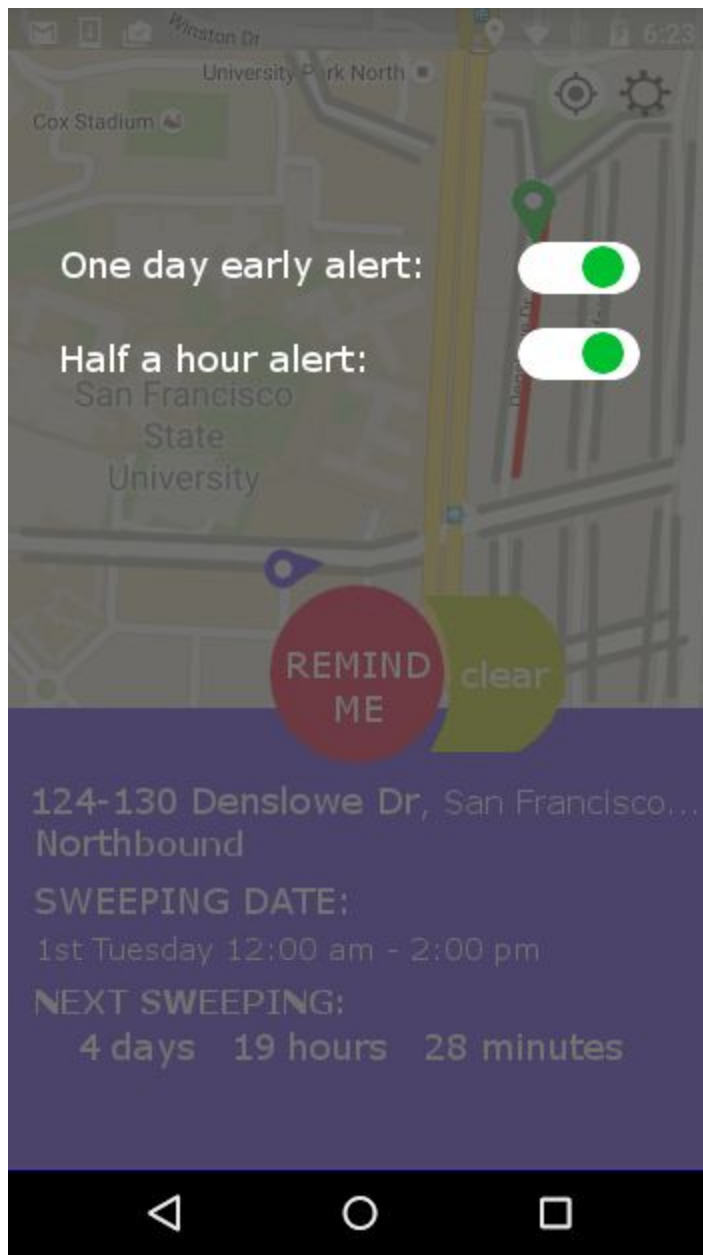 Winston Dr
6:23
University Park North
Cox Stadium
One day early alert:
Half a hour alert:
San Francisco
State
University
REMIND
ME
clear
124-130 Denslowe Dr, San Francisco...
Northbound
SWEEPING DATE:
1st Tuesday 12:00 am - 2:00 pm
NEXT SWEEPING:
4 days 19 hours 28 minutes